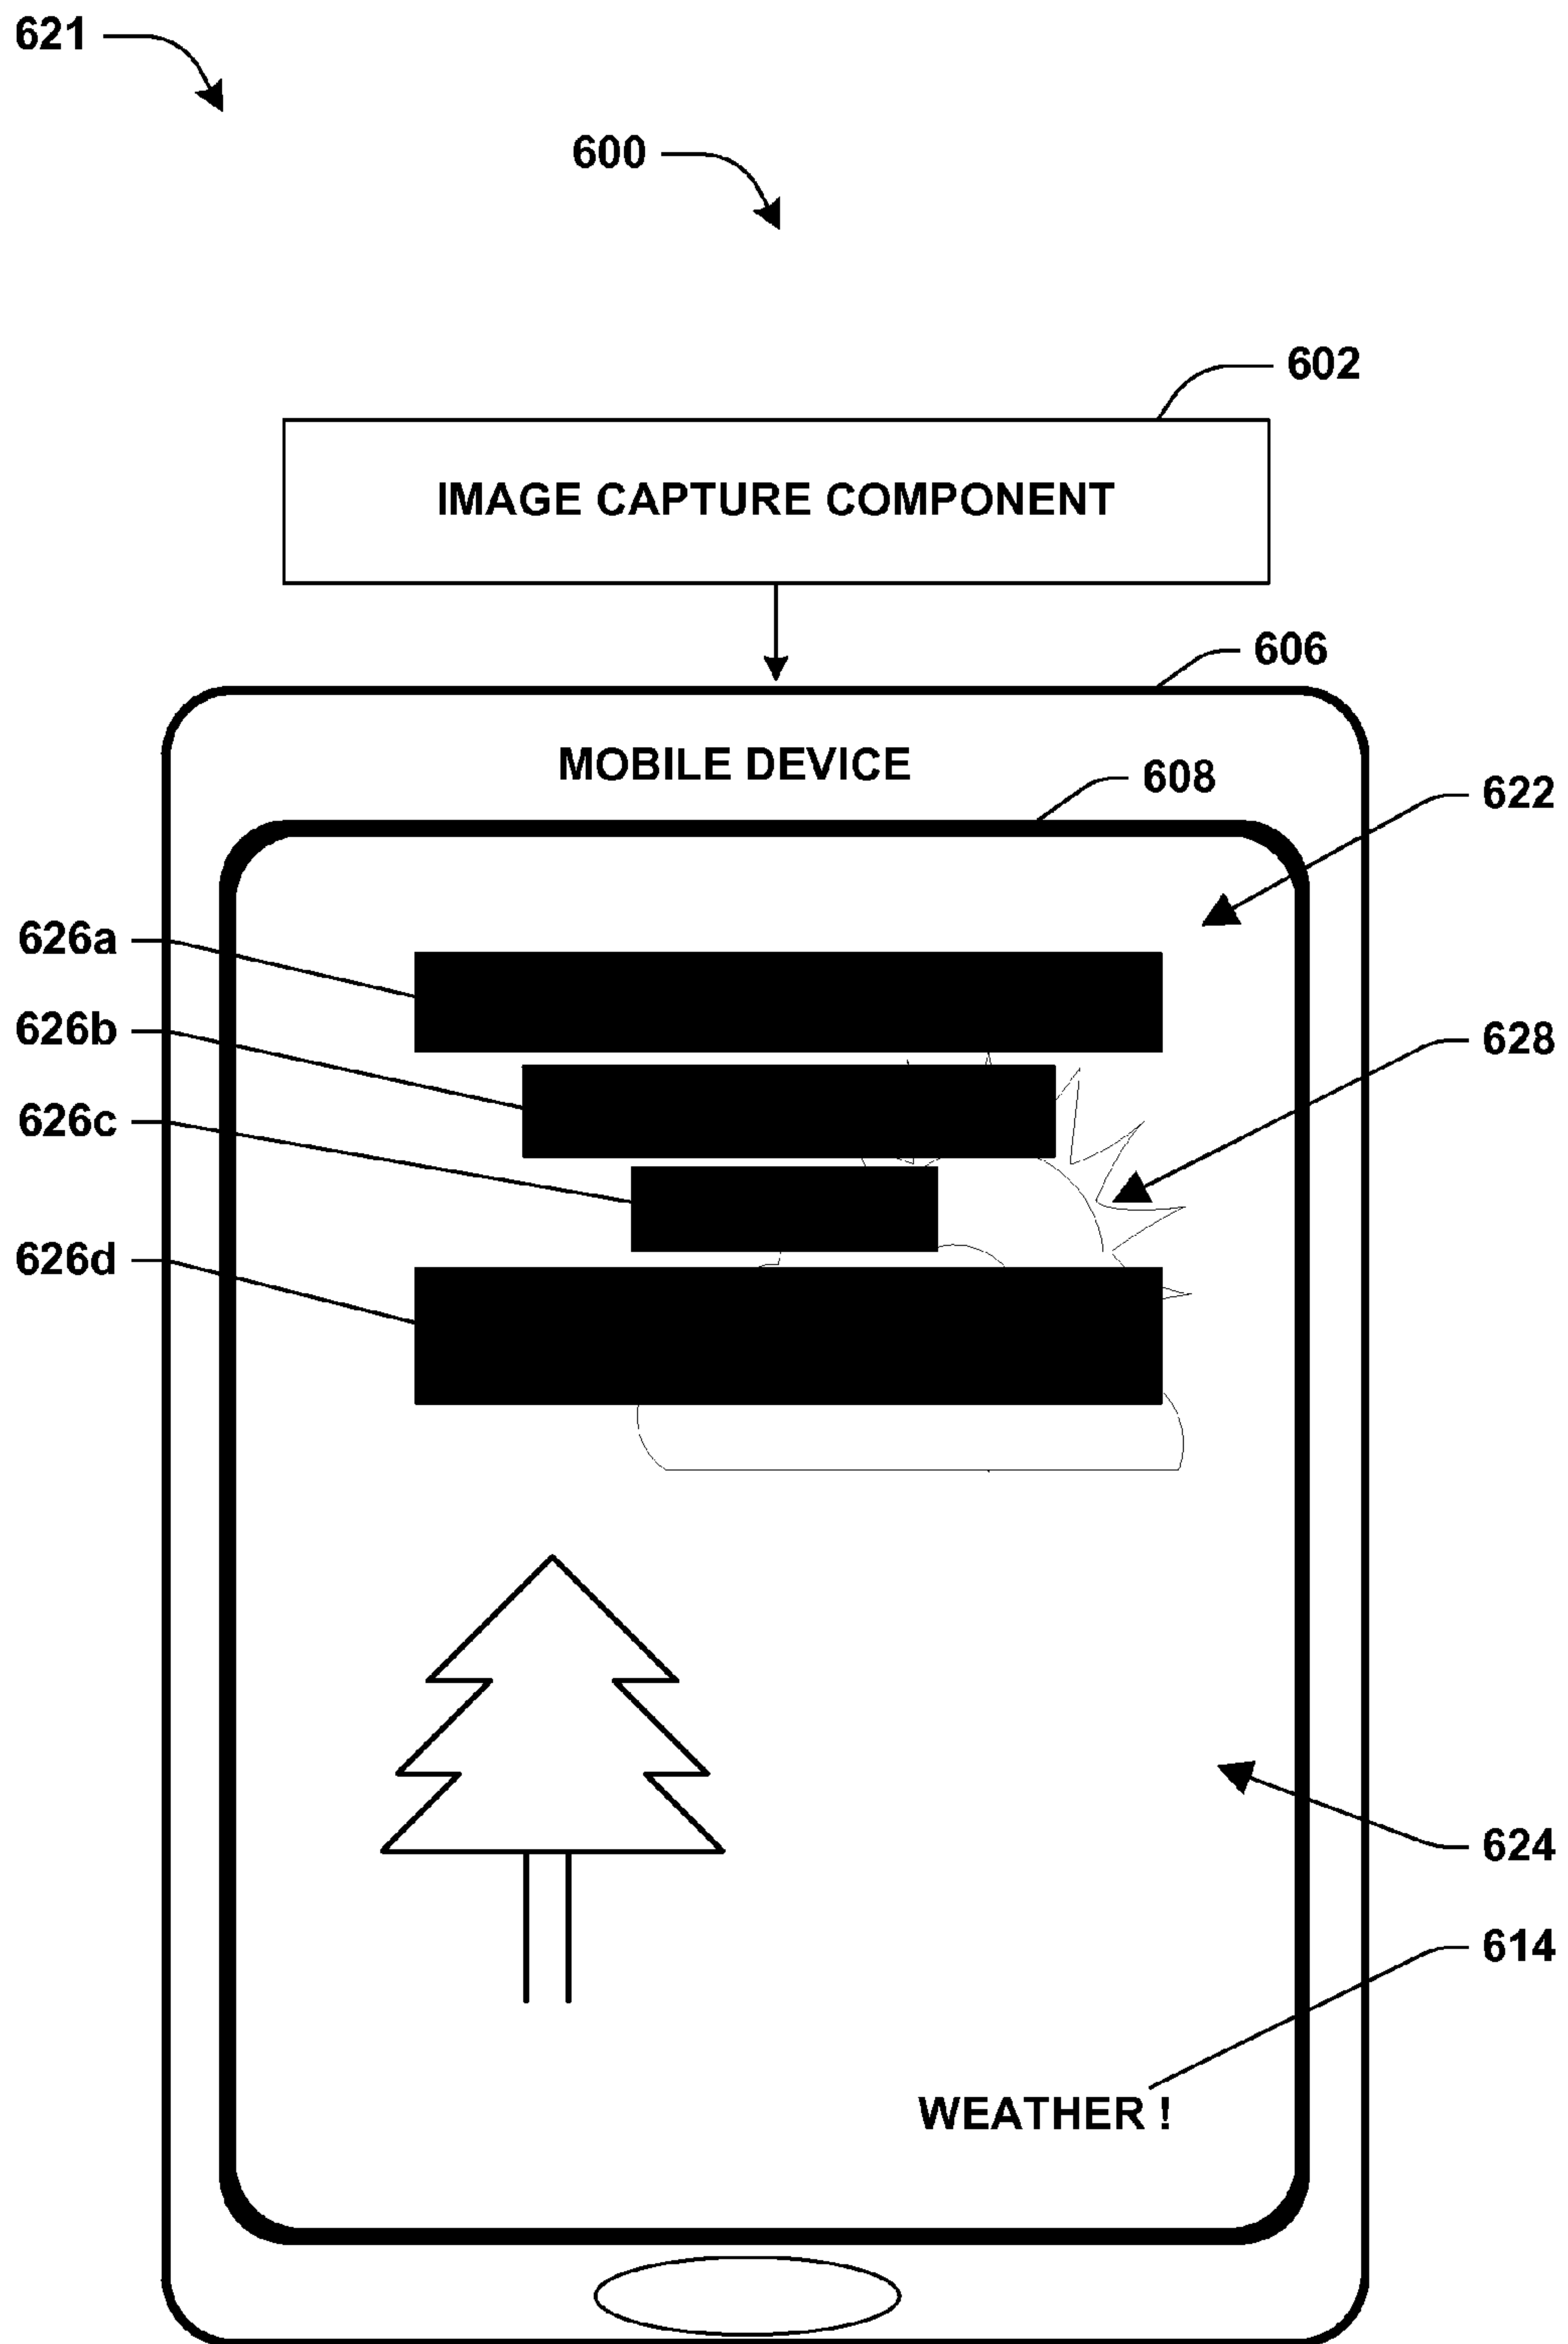 621
600
602
IMAGE CAPTURE COMPONENT
606
MOBILE DEVICE
608
622
626a
626b
628
626c
626d
624
614
WEATHER !